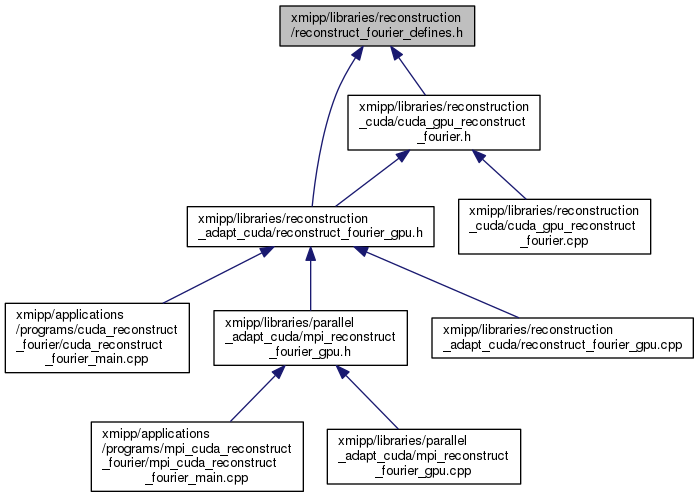 xmipp/libraries/reconstruction
/reconstruct_fourier_defines.h
xmipp/libraries/reconstruction
_cuda/cuda_gpu_reconstruct
_fourier.h
xmipp/libraries/reconstruction
_adapt_cuda/reconstruct_fourier_gpu.h
xmipp/libraries/reconstruction
_cuda/cuda_gpu_reconstruct
_fourier.cpp
xmipp/applications
/programs/cuda_reconstruct
_fourier/cuda_reconstruct
_fourier_main.cpp
xmipp/libraries/parallel
_adapt_cuda/mpi_reconstruct
_fourier_gpu.h
xmipp/libraries/reconstruction
_adapt_cuda/reconstruct_fourier_gpu.cpp
xmipp/applications
/programs/mpi_cuda_reconstruct
_fourier/mpi_cuda_reconstruct
_fourier_main.cpp
xmipp/libraries/parallel
_adapt_cuda/mpi_reconstruct
_fourier_gpu.cpp